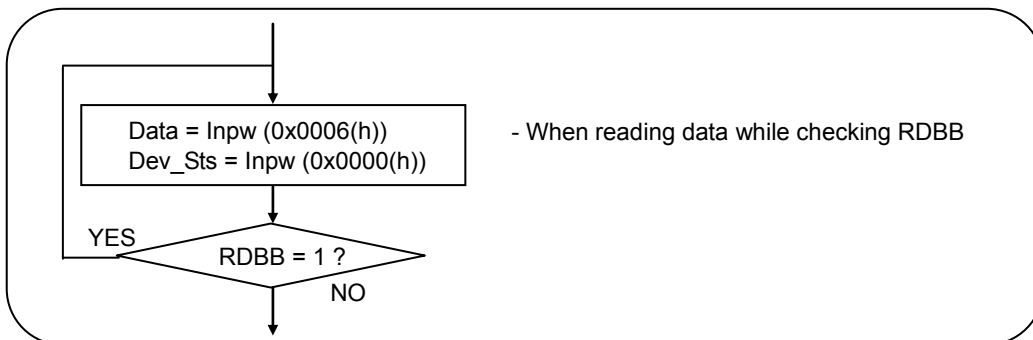 Data = Inpw (0x0006(h))
Dev_Sts = Inpw (0x0000(h))
- When reading data while checking RDBB
YES
RDBB = 1 ?
NO